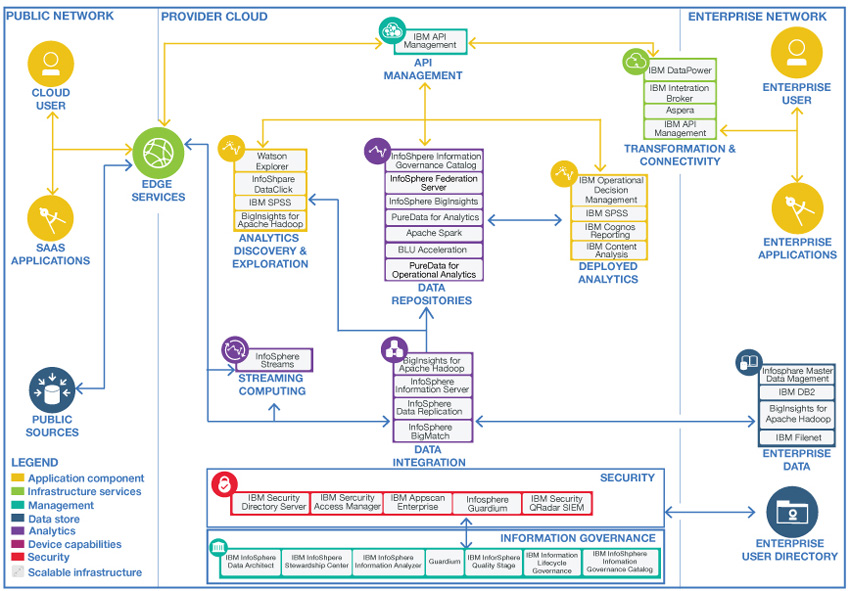 PUBLIC NETWORK
PROVIDER CLOUD
ENTERPRISE NETWORK
CLOUD
USER
EDGE
SERVICES
SAAS
APPLICATIONS
PUBLIC
SOURCES
IBM API
Management
API
MANAGEMENT
IBM DataPower
IBM Intetration
Broker
Aspera
IBM API
Management
TRANSFORMATION &
CONNECTIVITY
ENTERPRISE
USER
ENTERPRISE
APPLICATIONS
Watson
Explorer
InfoShpare
DataClick
IBM SPSS
BigInsights for
Apache Hadoop
ANALYTICS
DISCOVERY &
EXPLORATION
InfoShpere Information
Governance Catalog
InfoShpere Federation
Server
InfoShpere BigInsights
PureData for Analytics
Apache Spark
BLU Acceleration
PureData for
Operational Analytics
DATA
REPOSITORIES
IBM Operational
Decision
Management
IBM SPSS
IBM Cognos
Reporting
IBM Content
Analysis
DEPLOYED
ANALYTICS
InfoSphere
Streams
STREAMING
COMPUTING
BigInsights for
Apache Hadoop
InfoSphere
Information Server
InfoSphere
Data Replication
InfoSphere
BigMatch
DATA
INTEGRATION
Infosphare Master
Data Magement
IBM DB2
BigInsights for
Apache Hadoop
IBM Filenet
ENTERPRISE
DATA
LEGEND
Application component
Infrastructure services
Management
Data store
Analytics
Device capabilities
Security
Scalable infrastructure
SECURITY
IBM Security
Directory Server
IBM Sercurity
Access Manager
IBM Appscan
Enterprise
Infosphere
Guardium
IBM Security
QRadar SIEM
INFORMATION GOVERNANCE
IBM InfoSphere
Data Architect
IBM InfoShpere
Stewardship Center
IBM InfoSphere
Information Analyzer
Guardium
IBM InforSphere
Quality Stage
IBM Information
Lifecycle
Governance
IBM InfoShphere
Infomation
Governance Catalog
ENTERPRISE
USER DIRECTORY